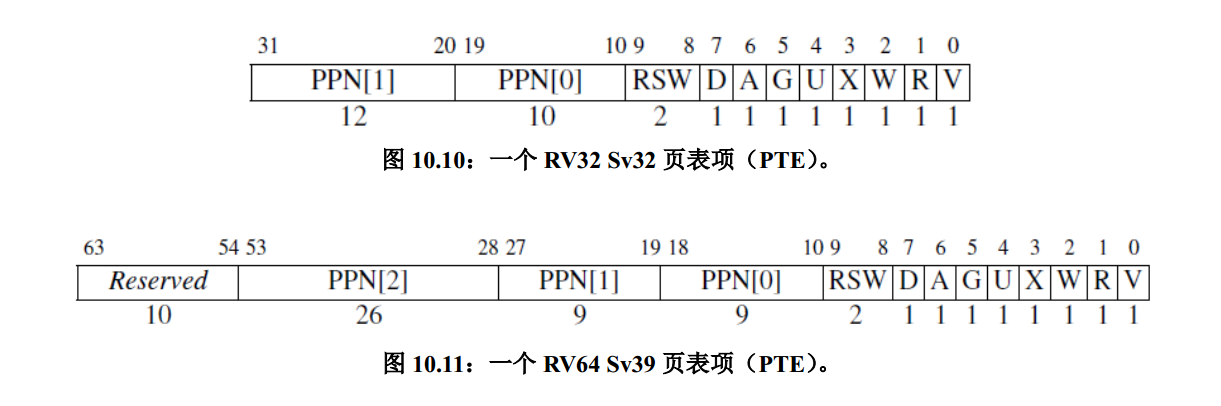 31 20 19 10 9 8 7 6 5 4 3 2 1 0
PPN[1] PPN[0] RSW D A G U X W R V
12 10 2 1 1 1 1 1 1 1 1
图 10.10：一个 RV32 Sv32 页表项（PTE）。
63 54 53 28 27 19 18 10 9 8 7 6 5 4 3 2 1 0
Reserved PPN[2] PPN[1] PPN[0] RSW D A G U X W R V
10 26 9 9 2 1 1 1 1 1 1 1 1
图 10.11：一个 RV64 Sv39 页表项（PTE）。